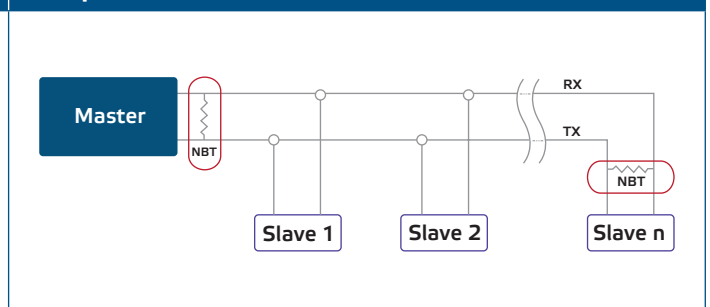 RX
Master
TX
NBT
NBT
Slave 1
Slave 2
Slave n